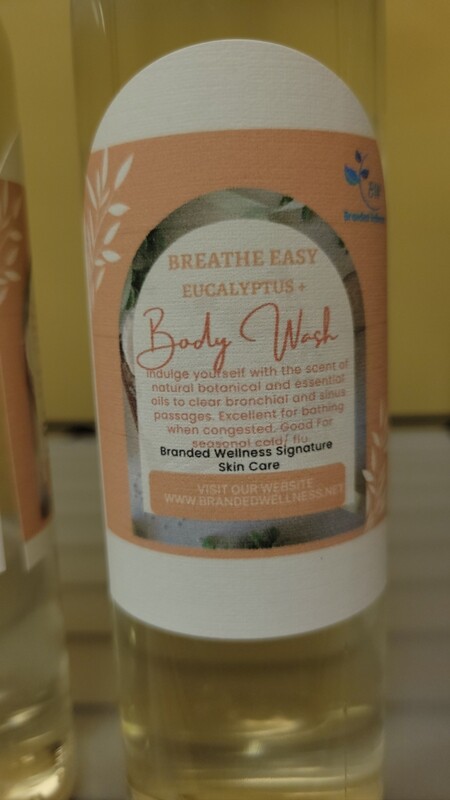 BW
BREATHE EASY
EUCALYPTUS +
Body Wash
Indulge yourself with the scent of
natural botanical and essential
oils to clear bronchial and sinus
passages. Excellent for bathing
when congested. Good For
seasonal cold/ flu
Branded Wellness Signature
Skin Care
VISIT OUR WEBSITE
WWW.BRANDEDWELLNESS.NET